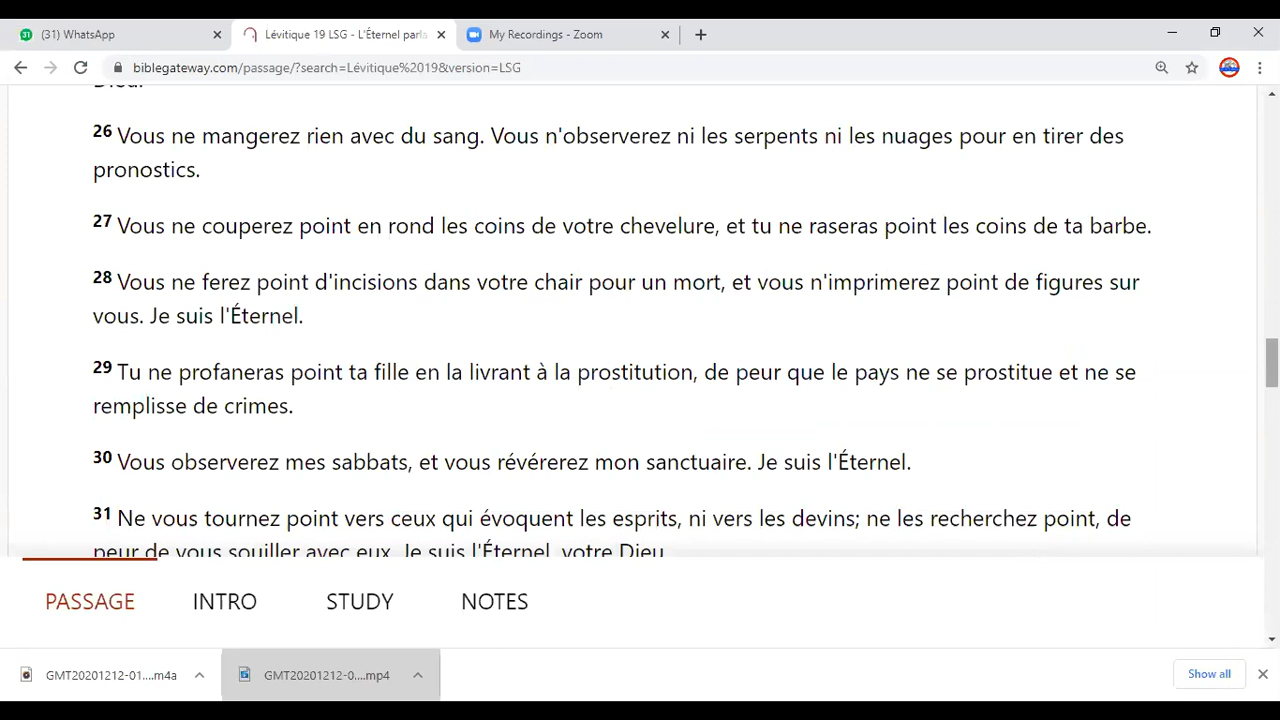 (31) WhatsApp
Lévitique 19 LSG - L'Éternel parla
My Recordings - Zoom
biblegateway.com/passage/?search=Lévitique%2019&version=LSG
Dieu.
26 Vous ne mangerez rien avec du sang. Vous n'observerez ni les serpents ni les nuages pour en tirer des
pronostics.
27 Vous ne couperez point en rond les coins de votre chevelure, et tu ne raseras point les coins de ta barbe.
28 Vous ne ferez point d'incisions dans votre chair pour un mort, et vous n'imprimerez point de figures sur
vous. Je suis l'Éternel.
29 Tu ne profaneras point ta fille en la livrant à la prostitution, de peur que le pays ne se prostitue et ne se
remplisse de crimes.
30 Vous observerez mes sabbats, et vous révérerez mon sanctuaire. Je suis l'Éternel.
31 Ne vous tournez point vers ceux qui évoquent les esprits, ni vers les devins; ne les recherchez point, de
peur de vous souiller avec eux. Je suis l'Éternel, votre Dieu
PASSAGE INTRO STUDY NOTES
GMT20201212-01....m4a
GMT20201212-0....mp4
Show all